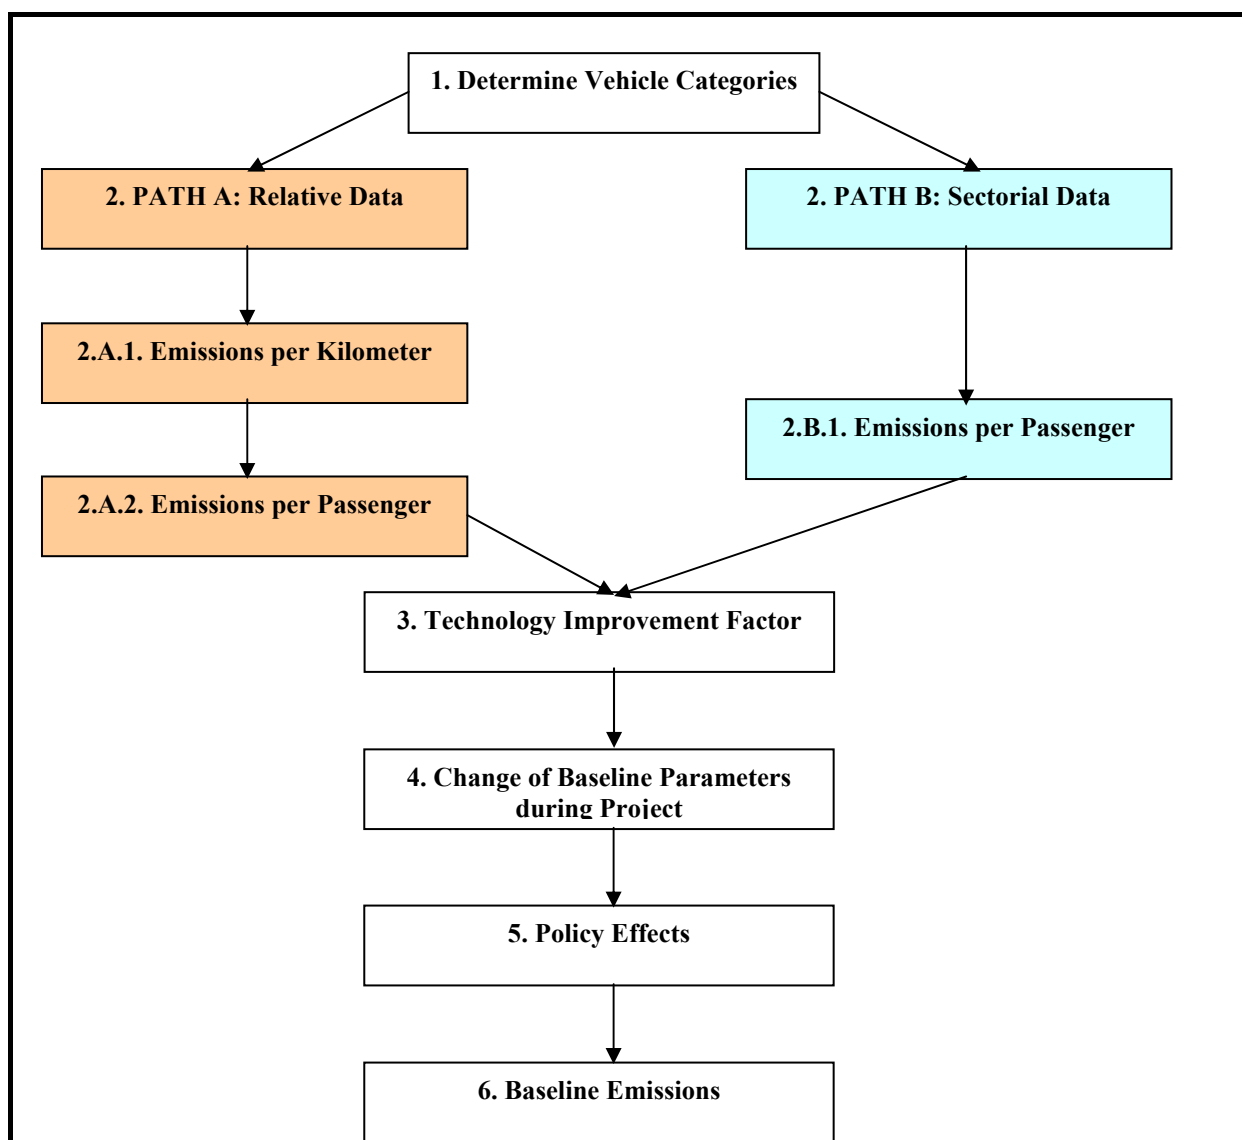 1. Determine Vehicle Categories
2. PATH A: Relative Data
2. PATH B: Sectorial Data
2.A.1. Emissions per Kilometer
2.B.1. Emissions per Passenger
2.A.2. Emissions per Passenger
3. Technology Improvement Factor
4. Change of Baseline Parameters
during Project
5. Policy Effects
6. Baseline Emissions